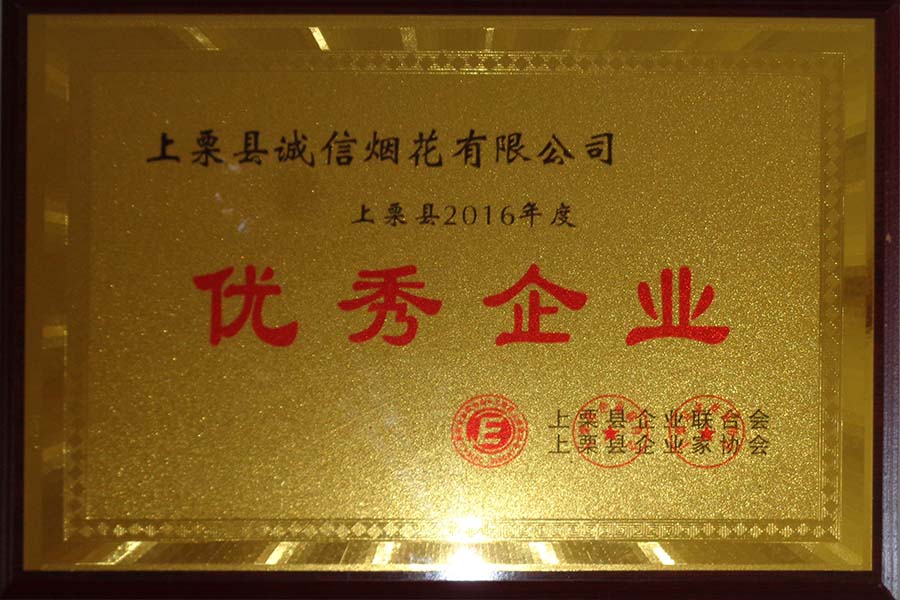 上栗县诚信烟花有限公司
上栗县2016年度
优秀企业
上栗县企业联合会
上栗县企业家协会